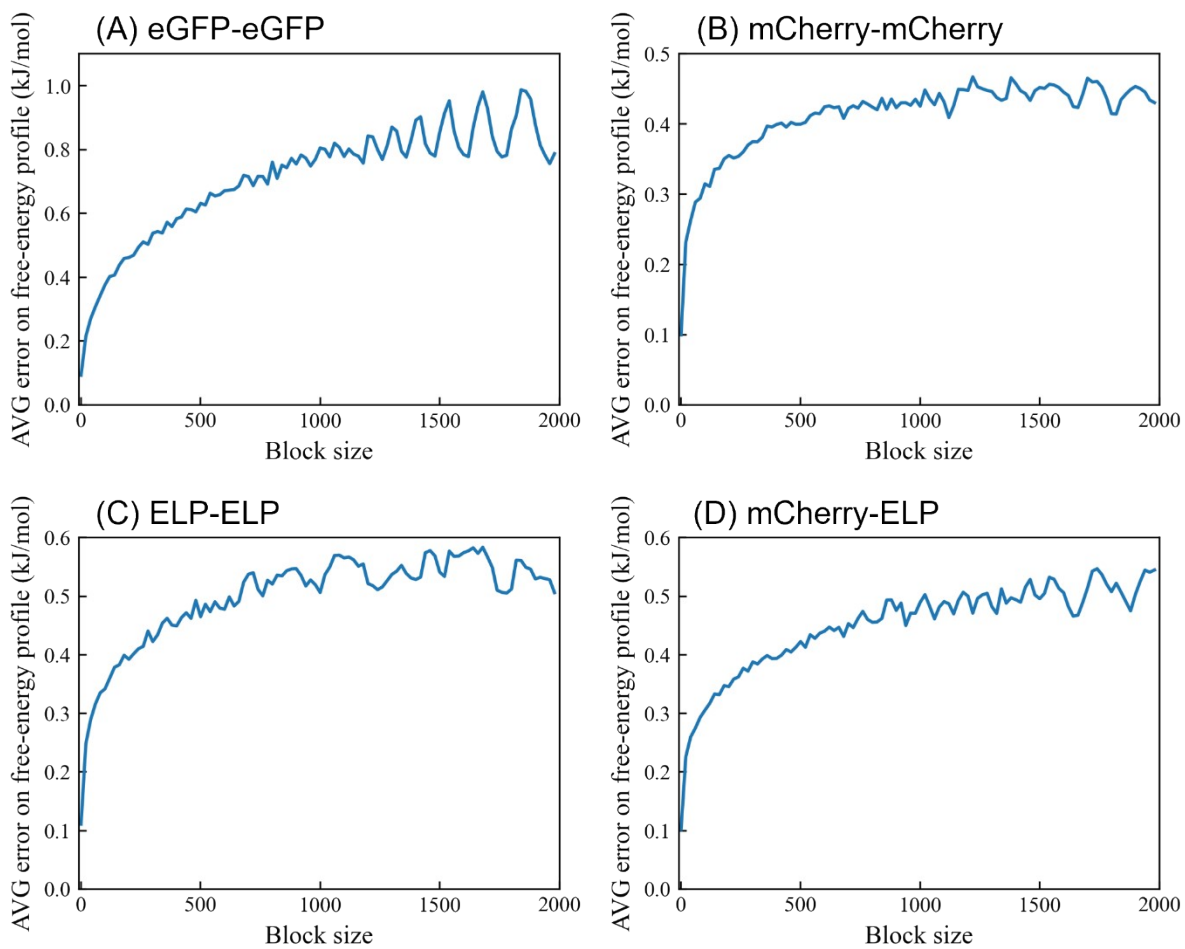 (A) eGFP-eGFP
AVG error on free-energy profile (kJ/mol)
1.0
0.8
0.6
0.4
0.2
0.0
0 500 1000 1500 2000
Block size
(B) mCherry-mCherry
AVG error on free-energy profile (kJ/mol)
0.5
0.4
0.3
0.2
0.1
0.0
0 500 1000 1500 2000
Block size
(C) ELP-ELP
AVG error on free-energy profile (kJ/mol)
0.6
0.5
0.4
0.3
0.2
0.1
0.0
0 500 1000 1500 2000
Block size
(D) mCherry-ELP
AVG error on free-energy profile (kJ/mol)
0.6
0.5
0.4
0.3
0.2
0.1
0.0
0 500 1000 1500 2000
Block size